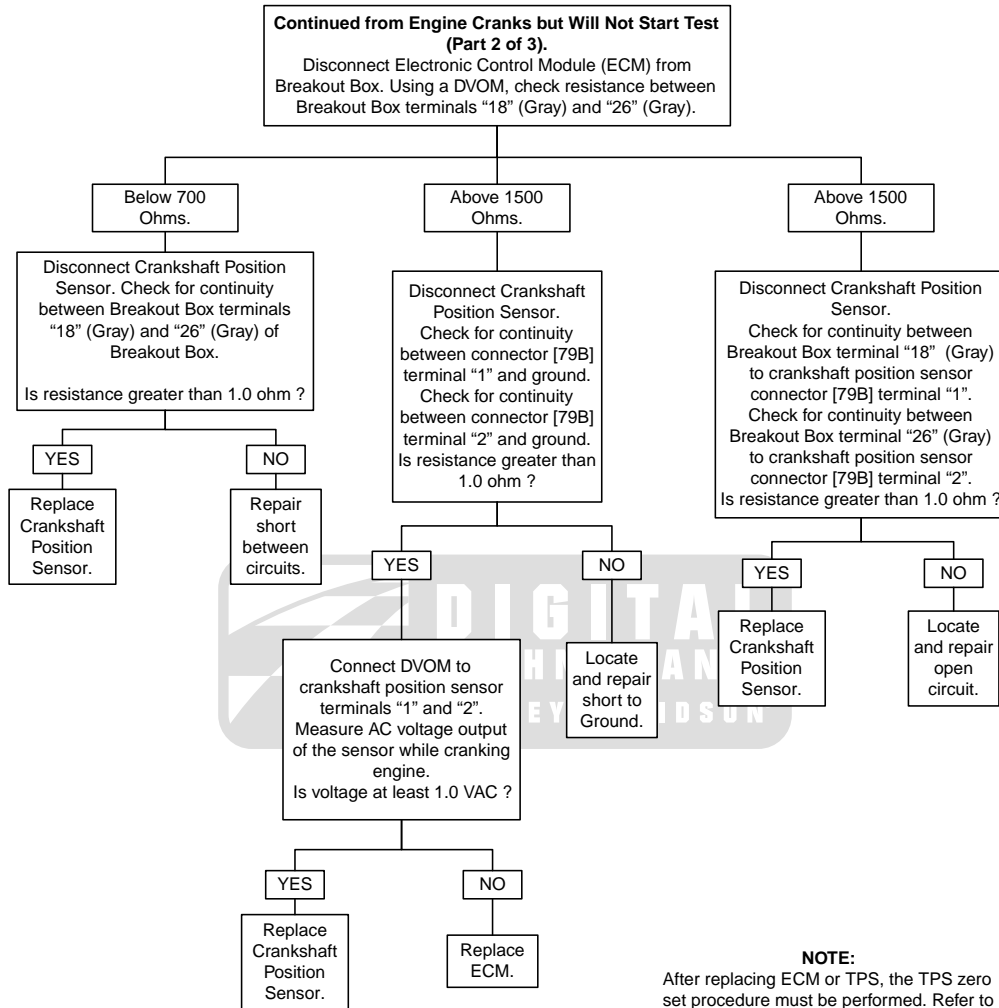 Continued from Engine Cranks but Will Not Start Test
(Part 2 of 3).
Disconnect Electronic Control Module (ECM) from
Breakout Box. Using a DVOM, check resistance between
Breakout Box terminals “18” (Gray) and “26” (Gray).
Below 700
Ohms.
Disconnect Crankshaft Position
Sensor. Check for continuity
between Breakout Box terminals
“18” (Gray) and “26” (Gray) of
Breakout Box.
Is resistance greater than 1.0 ohm ?
YES
Replace
Crankshaft
Position
Sensor.
NO
Repair
short
between
circuits.
Above 1500
Ohms.
Disconnect Crankshaft
Position Sensor.
Check for continuity
between connector [79B]
terminal “1” and ground.
Check for continuity
between connector [79B]
terminal “2” and ground.
Is resistance greater than
1.0 ohm ?
YES
Connect DVOM to
crankshaft position sensor
terminals “1” and “2”.
Measure AC voltage output
of the sensor while cranking
engine.
Is voltage at least 1.0 VAC ?
YES
Replace
Crankshaft
Position
Sensor.
NO
Replace
ECM.
NO
Locate
and repair
short to
Ground.
Above 1500
Ohms.
Disconnect Crankshaft Position
Sensor.
Check for continuity between
Breakout Box terminal “18” (Gray)
to crankshaft position sensor
connector [79B] terminal “1”.
Check for continuity between
Breakout Box terminal “26” (Gray)
to crankshaft position sensor
connector [79B] terminal “2”.
Is resistance greater than 1.0 ohm ?
YES
Replace
Crankshaft
Position
Sensor.
NO
Locate
and repair
open
circuit.
DIGITAL
NOTE:
After replacing ECM or TPS, the TPS zero
set procedure must be performed. Refer to